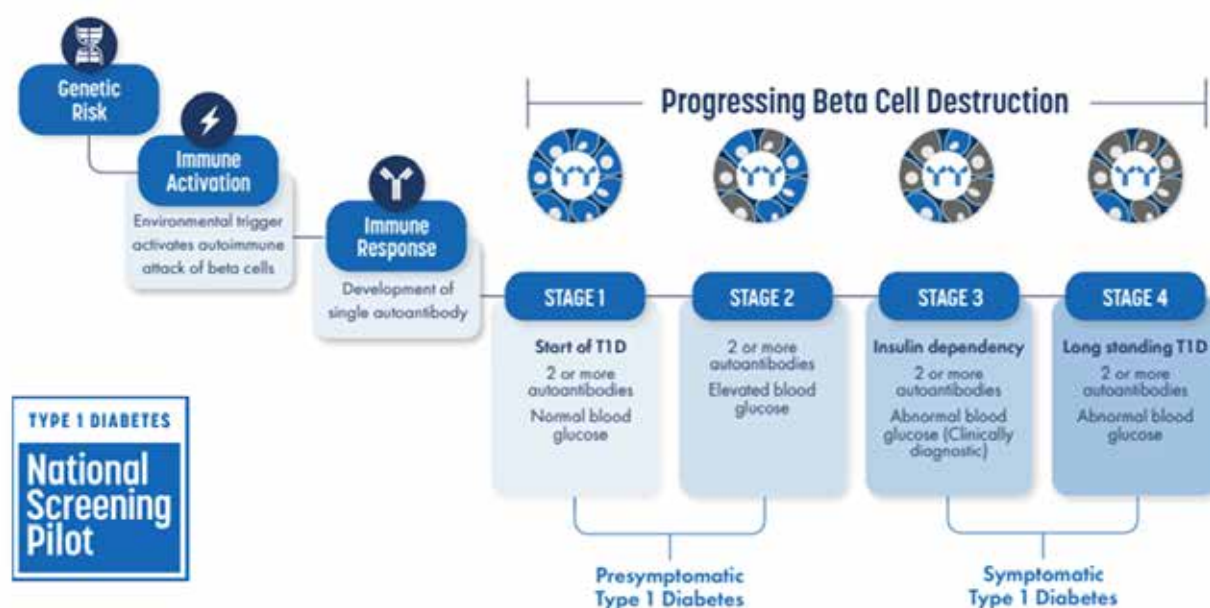 Genetic
Risk
Immune
Activation
Environmental trigger
activates autoimmune
attack of beta cells
Immune
Response
Development of
single autoantibody
Progressing Beta Cell Destruction
STAGE 1
Start of T1D
2 or more
autoantibodies
Normal blood
glucose
STAGE 2
2 or more
autoantibodies
Elevated blood
glucose
STAGE 3
Insulin dependency
2 or more
autoantibodies
Abnormal blood
glucose (Clinically
diagnostic)
STAGE 4
Long standing T1D
2 or more
autoantibodies
Abnormal blood
glucose
Presymptomatic
Type 1 Diabetes
Symptomatic
Type 1 Diabetes
TYPE 1 DIABETES
National
Screening
Pilot